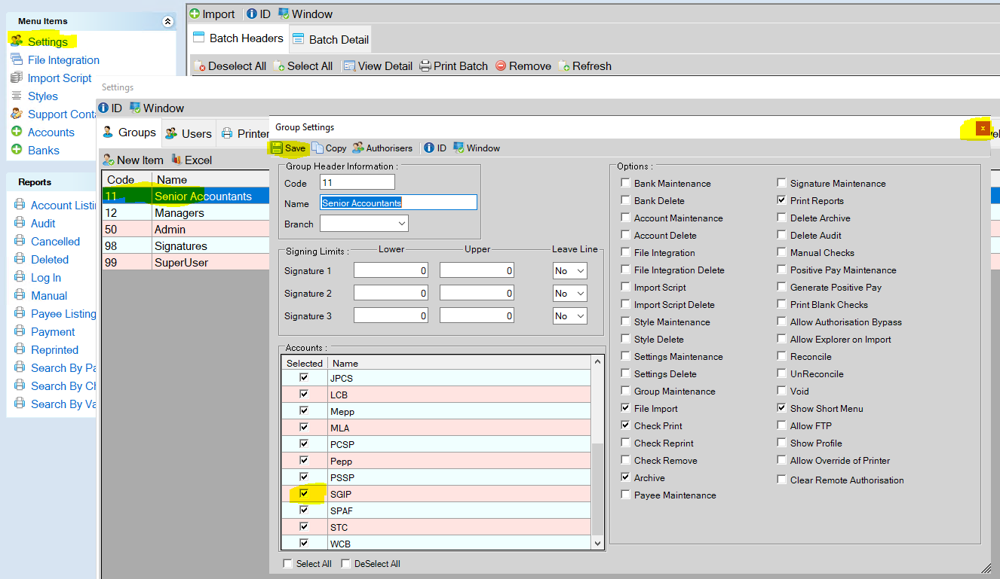 Menu Items
Settings
File Integration
Import Script
Styles
Support Conta
Accounts
Banks
Reports
Account Listi
Audit
Cancelled
Deleted
Log In
Manual
Payee Listing
Payment
Reprinted
Search By Pa
Search By Ch
Search By Va
Import ID Window
Batch Headers Batch Detail
Deselect All Select All View Detail Print Batch Remove Refresh
Settings
ID Window
Groups Users Printer
New Item Excel
Code Name
11 Senior Accountants
12 Managers
50 Admin
98 Signatures
99 SuperUser
Group Settings
x
Save Copy Authorisers ID Window
Group Header Information :
Code 11
Name Senior Accountants
Branch
Signing Limits : Lower Upper Leave Line
Signature 1 0 0 No
Signature 2 0 0 No
Signature 3 0 0 No
Accounts :
Selected Name
JPCS
LCB
Mepp
MLA
PCSP
Pepp
PSSP
SGIP
SPAF
STC
WCB
Select All DeSelect All
Options :
Bank Maintenance
Bank Delete
Account Maintenance
Account Delete
File Integration
File Integration Delete
Import Script
Import Script Delete
Style Maintenance
Style Delete
Settings Maintenance
Settings Delete
Group Maintenance
File Import
Check Print
Check Reprint
Check Remove
Archive
Payee Maintenance
Signature Maintenance
Print Reports
Delete Archive
Delete Audit
Manual Checks
Positive Pay Maintenance
Generate Positive Pay
Print Blank Checks
Allow Authorisation Bypass
Allow Explorer on Import
Reconcile
UnReconcile
Void
Show Short Menu
Allow FTP
Show Profile
Allow Override of Printer
Clear Remote Authorisation